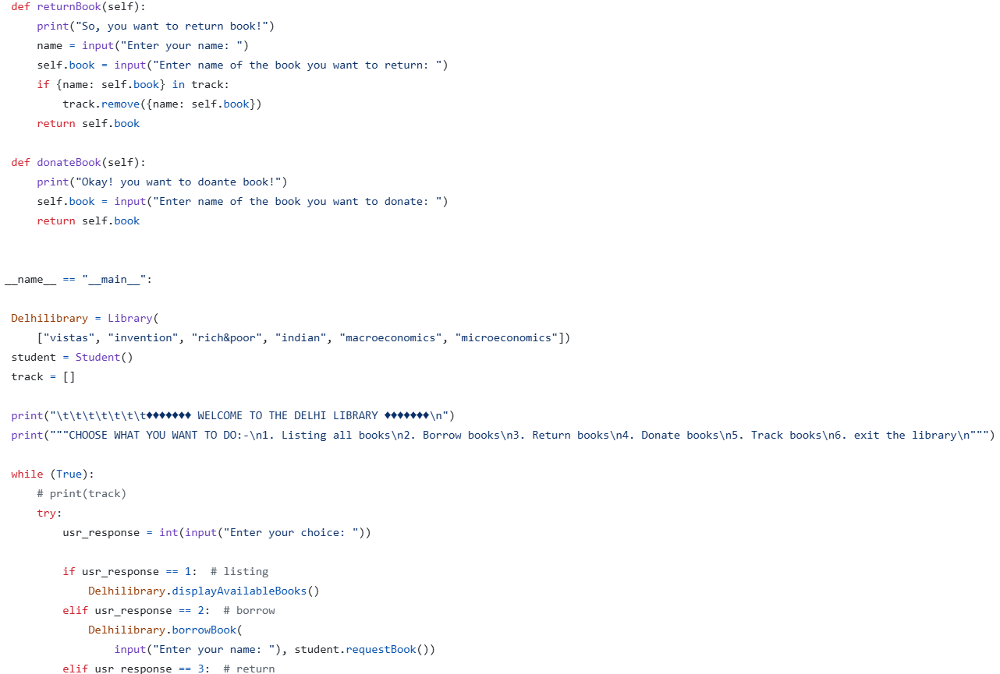 def returnBook(self):
print("So, you want to return book!")
name = input("Enter your name: ")
self.book = input("Enter name of the book you want to return: ")
if {name: self.book} in track:
track.remove({name: self.book})
return self.book
def donateBook(self):
print("Okay! you want to doante book!")
self.book = input("Enter name of the book you want to donate: ")
return self.book
__name__ == "__main__":
Delhilibrary = Library(
["vistas", "invention", "rich&poor", "indian", "macroeconomics", "microeconomics"])
student = Student()
track = []
print("\t\t\t\t\t\t\t♦♦♦♦♦♦♦ WELCOME TO THE DELHI LIBRARY ♦♦♦♦♦♦♦\n")
print("""CHOOSE WHAT YOU WANT TO DO:-\n1. Listing all books\n2. Borrow books\n3. Return books\n4. Donate books\n5. Track books\n6. exit the library\n""")
while (True):
# print(track)
try:
usr_response = int(input("Enter your choice: "))
if usr_response == 1:  # listing
Delhilibrary.displayAvailableBooks()
elif usr_response == 2:  # borrow
Delhilibrary.borrowBook(
input("Enter your name: "), student.requestBook())
elif usr_response == 3:  # return